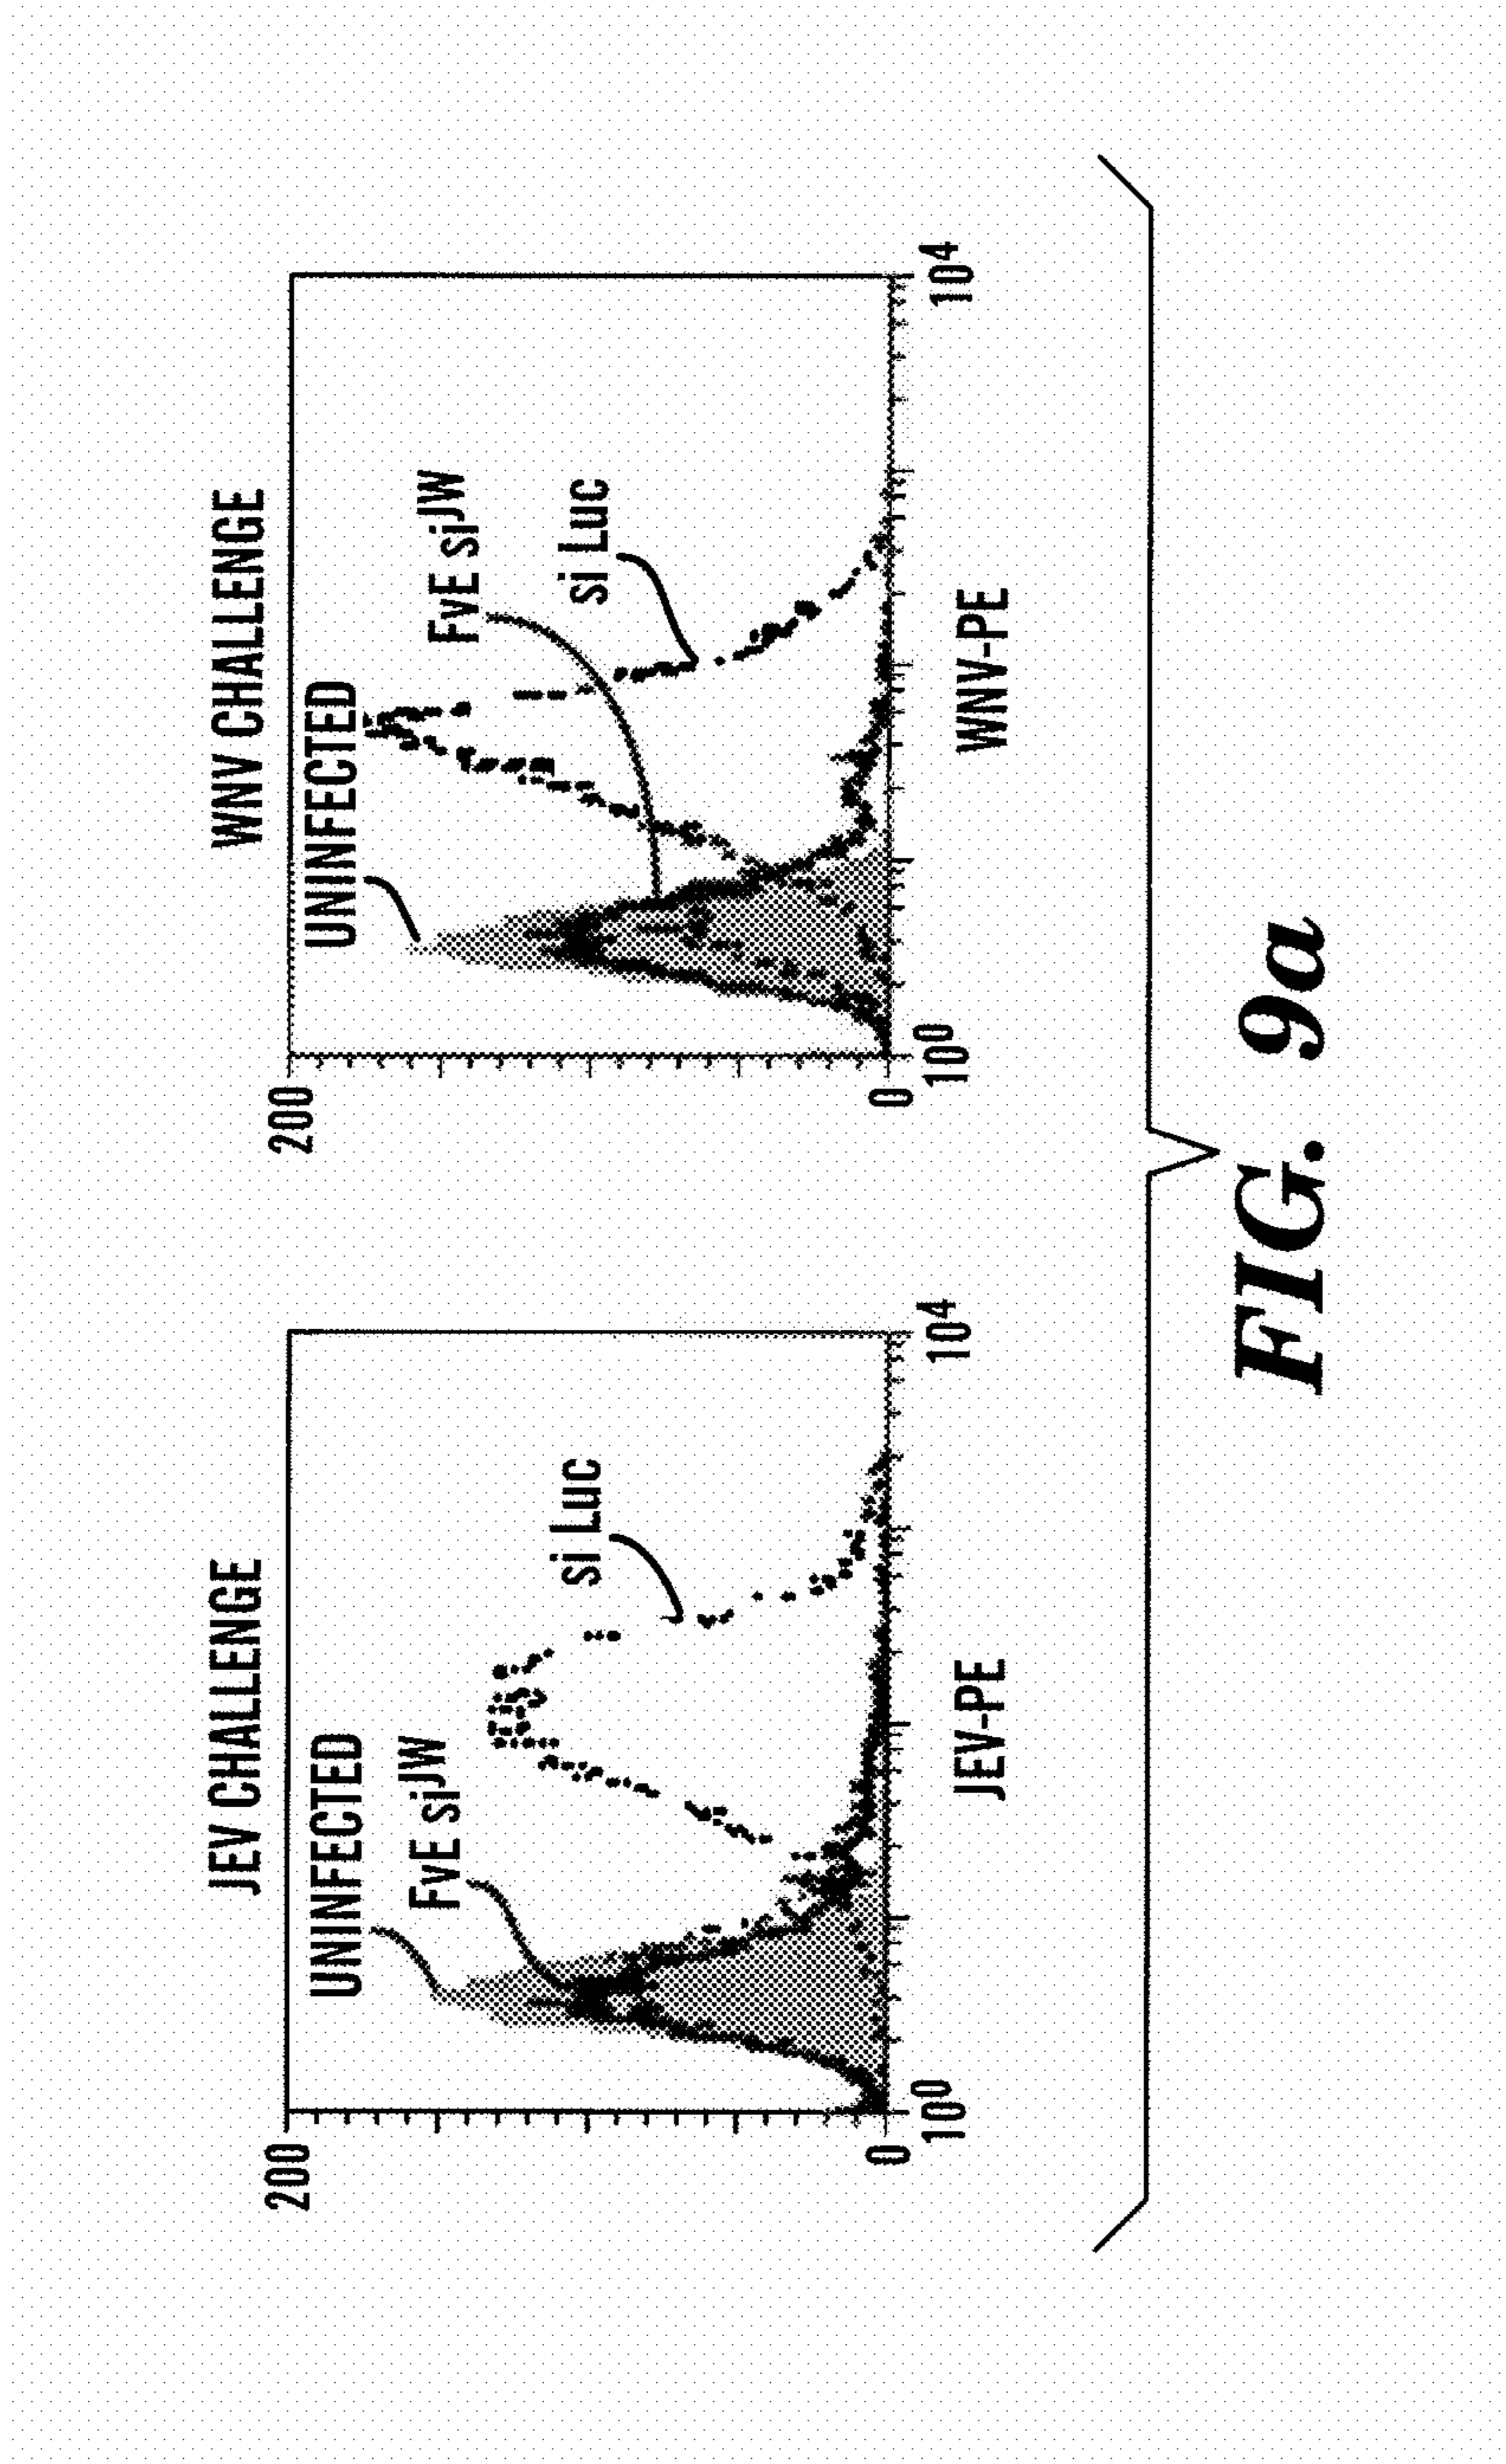 JEV CHALLENGE
200
UNINFECTED
FvE siJW
si Luc
0
10⁰
10⁴
JEV-PE
WNV CHALLENGE
200
UNINFECTED
FvE siJW
si Luc
0
10⁰
10⁴
WNV-PE
FIG. 9a